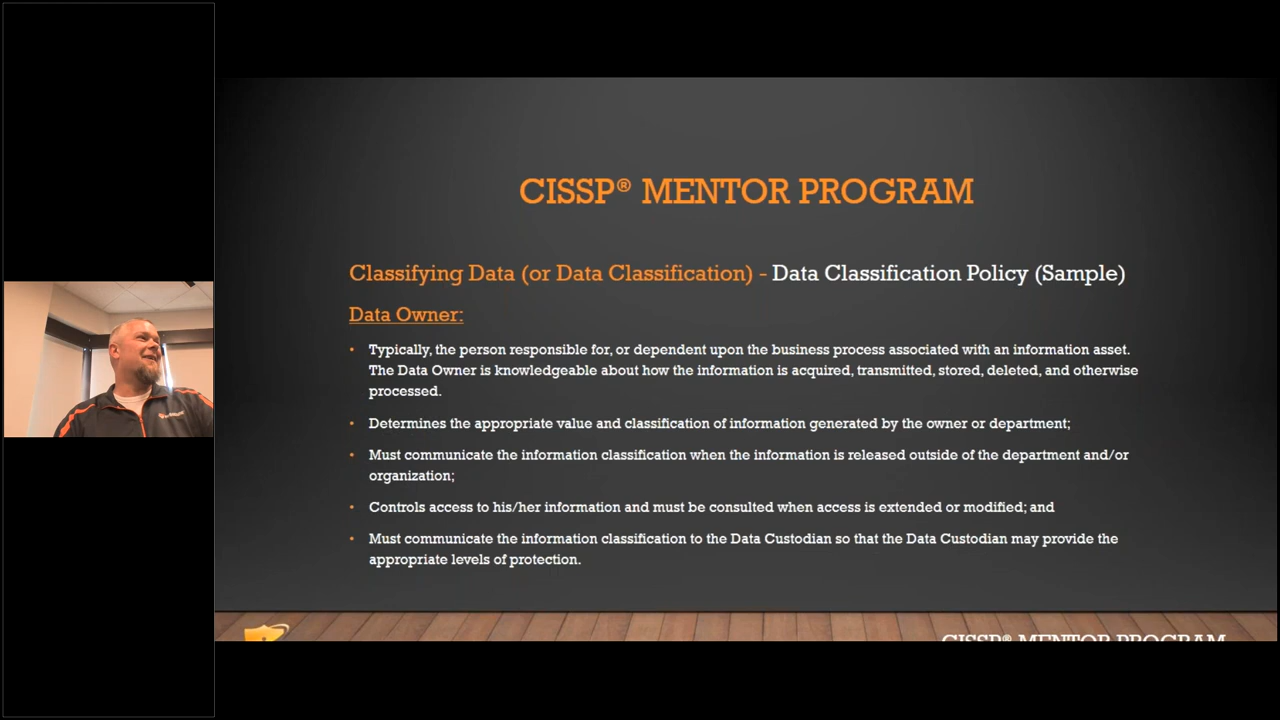 CISSP® MENTOR PROGRAM
Classifying Data (or Data Classification) - Data Classification Policy (Sample)
Data Owner:
• Typically, the person responsible for, or dependent upon the business process associated with an information asset.
The Data Owner is knowledgeable about how the information is acquired, transmitted, stored, deleted, and otherwise
processed.
• Determines the appropriate value and classification of information generated by the owner or department;
• Must communicate the information classification when the information is released outside of the department and/or
organization;
• Controls access to his/her information and must be consulted when access is extended or modified; and
• Must communicate the information classification to the Data Custodian so that the Data Custodian may provide the
appropriate levels of protection.
CISSP® MENTOR PROGRAM